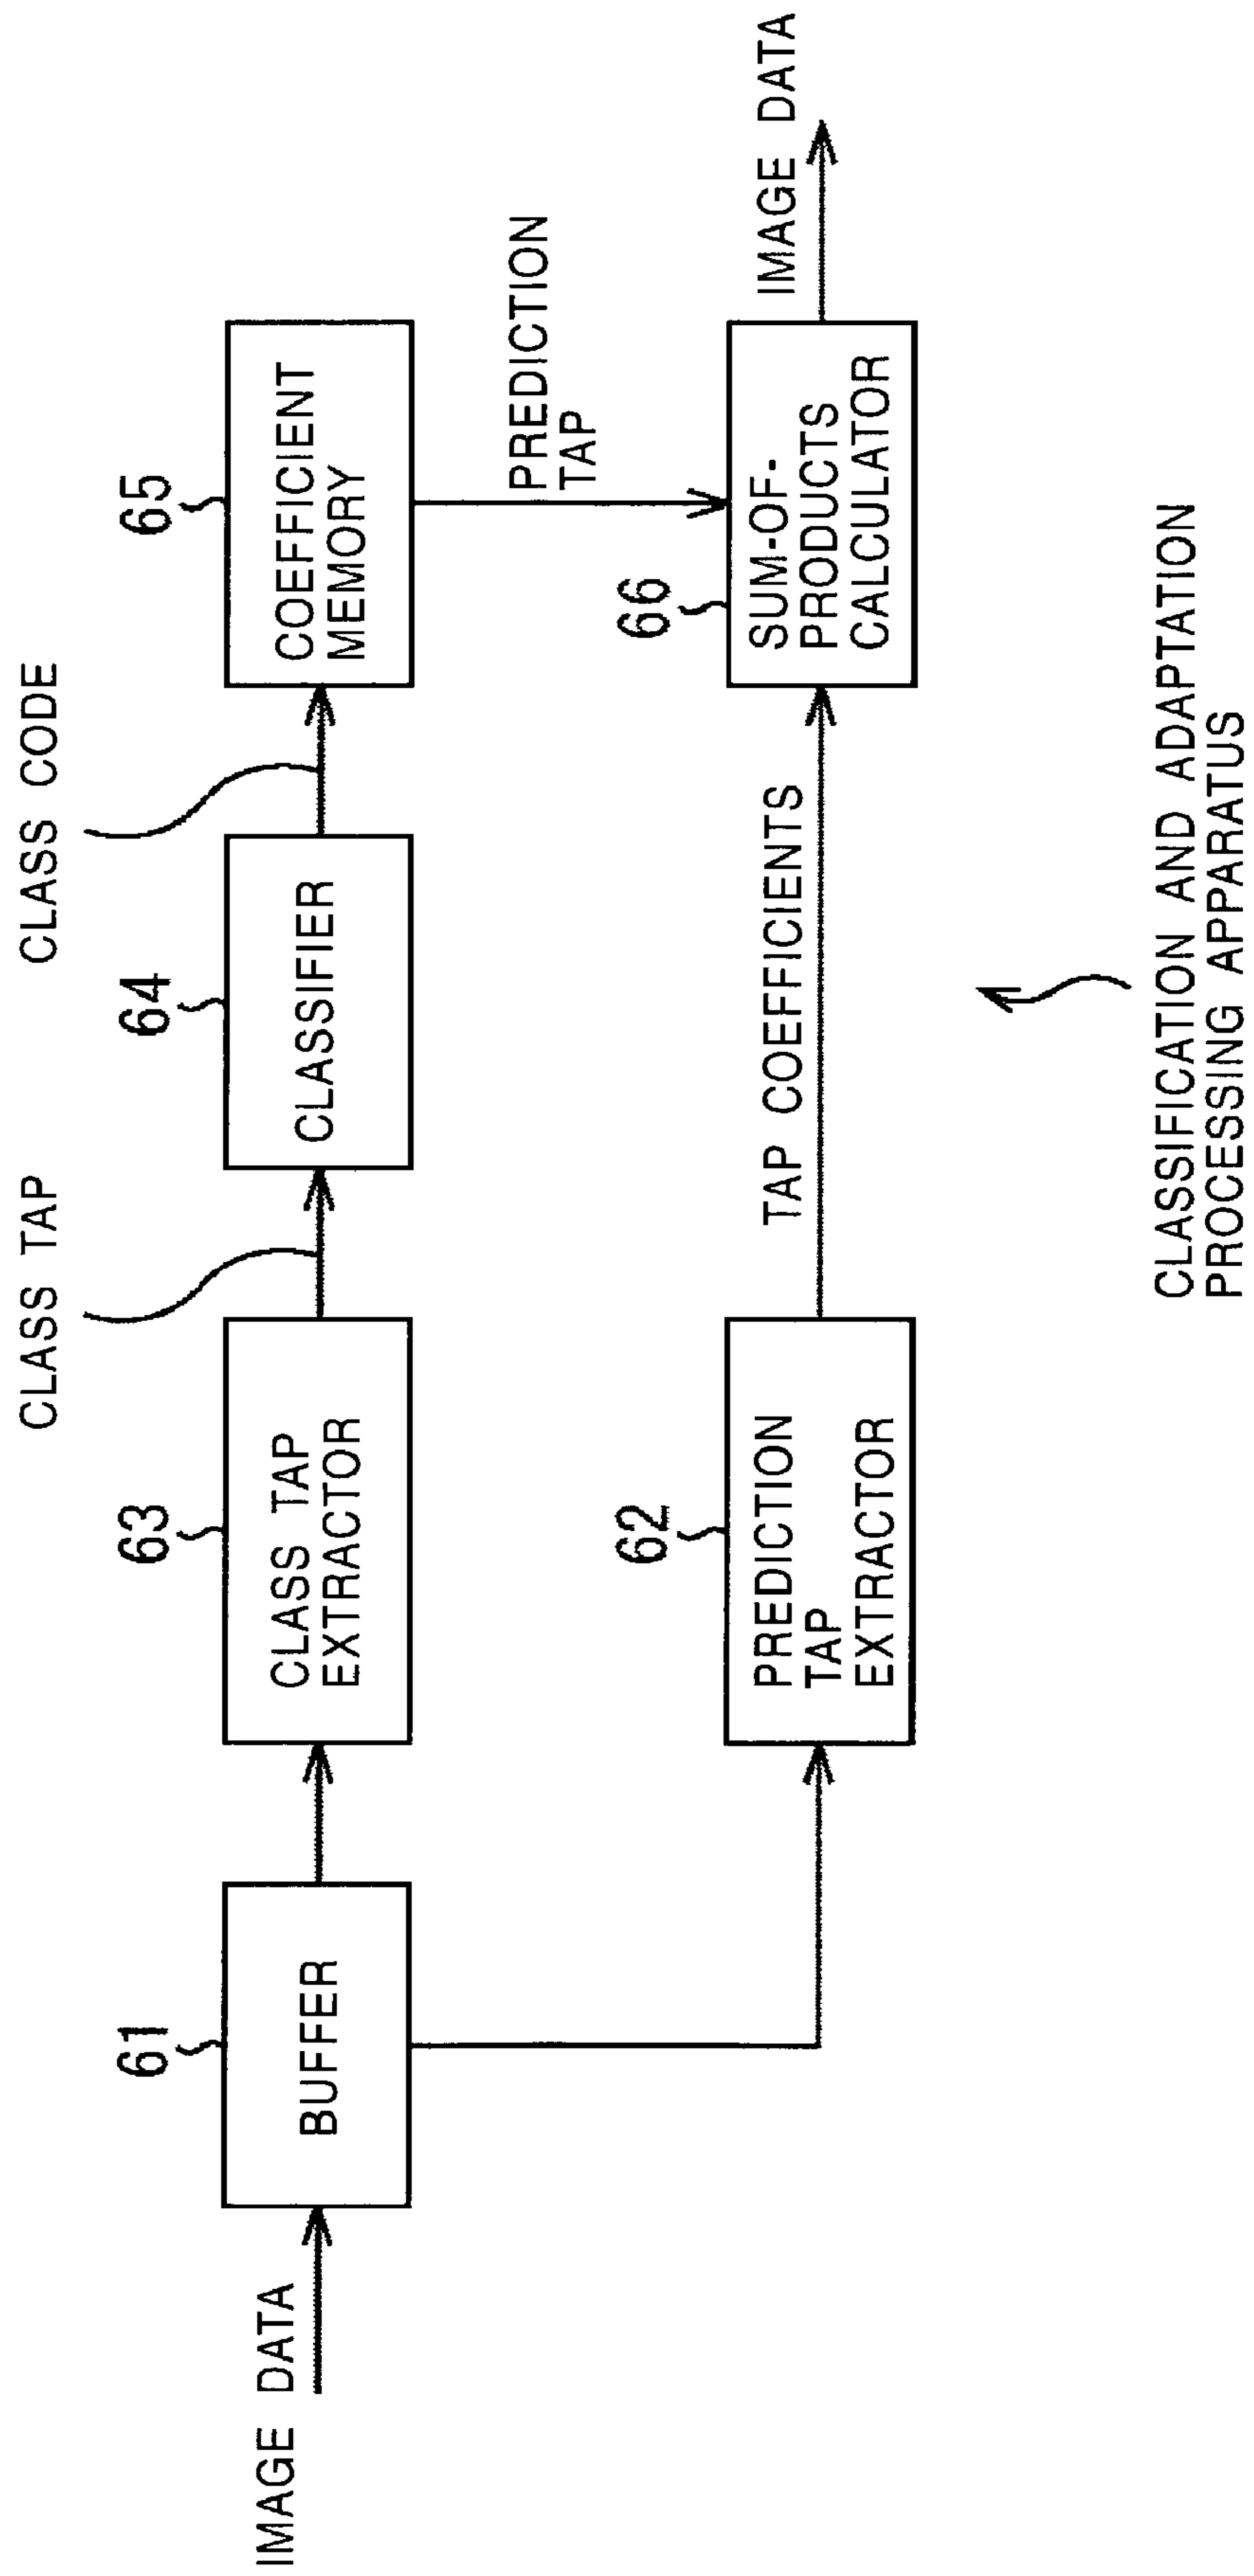 CLASS TAP
CLASS CODE
61
63
64
65
IMAGE DATA
BUFFER
CLASS TAP
EXTRACTOR
CLASSIFIER
COEFFICIENT
MEMORY
PREDICTION
TAP
62
66
PREDICTION
TAP
EXTRACTOR
TAP COEFFICIENTS
SUM-OF-
PRODUCTS
CALCULATOR
IMAGE DATA
CLASSIFICATION AND ADAPTATION
PROCESSING APPARATUS